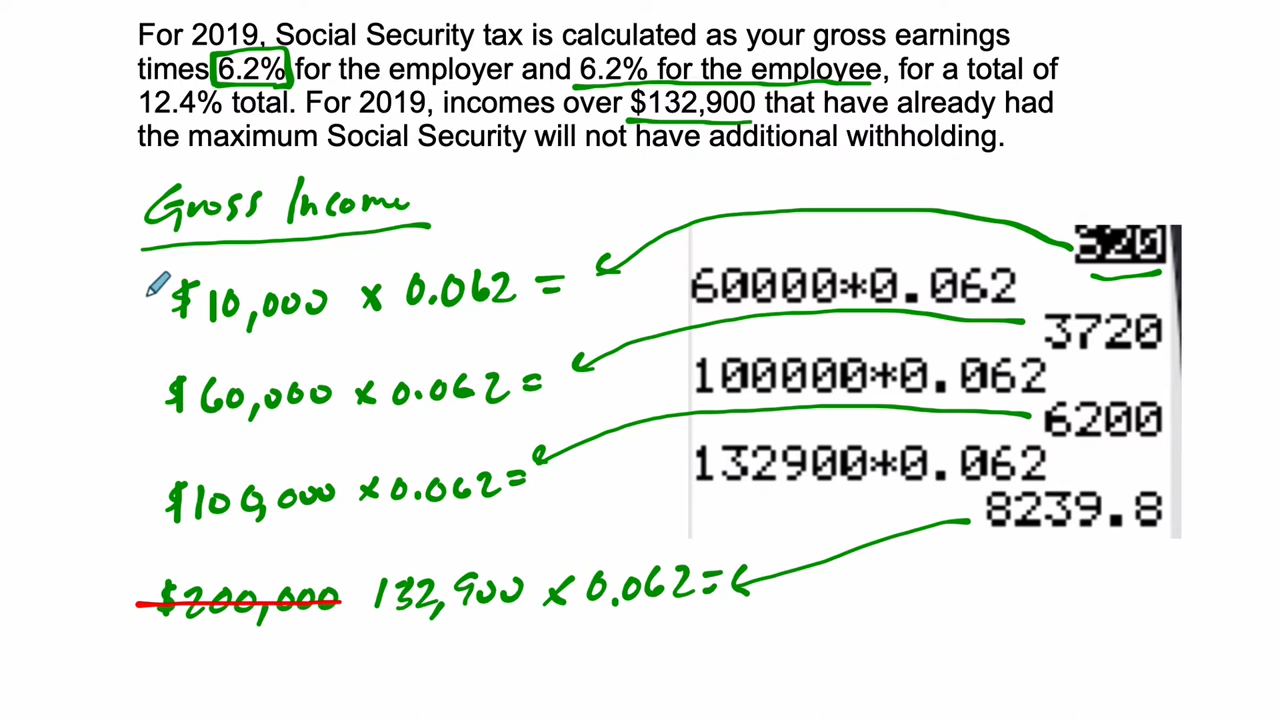 For 2019, Social Security tax is calculated as your gross earnings
times 6.2% for the employer and 6.2% for the employee, for a total of
12.4% total. For 2019, incomes over $132,900 that have already had
the maximum Social Security will not have additional withholding.
Gross Income
$10,000 x 0.062 =
$60,000 x 0.062 =
$100,000 x 0.062 =
$200,000 132,900 x 0.062 =
60000*0.062
3720
100000*0.062
6200
132900*0.062
8239.8